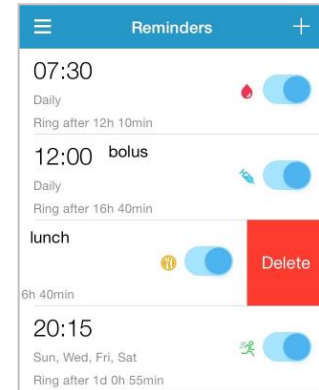 Reminders
07:30
Daily
Ring after 12h 10min
12:00 bolus
Daily
Ring after 16h 40min
lunch
Delete
6h 40min
20:15
Sun, Wed, Fri, Sat
Ring after 1d 0h 55min